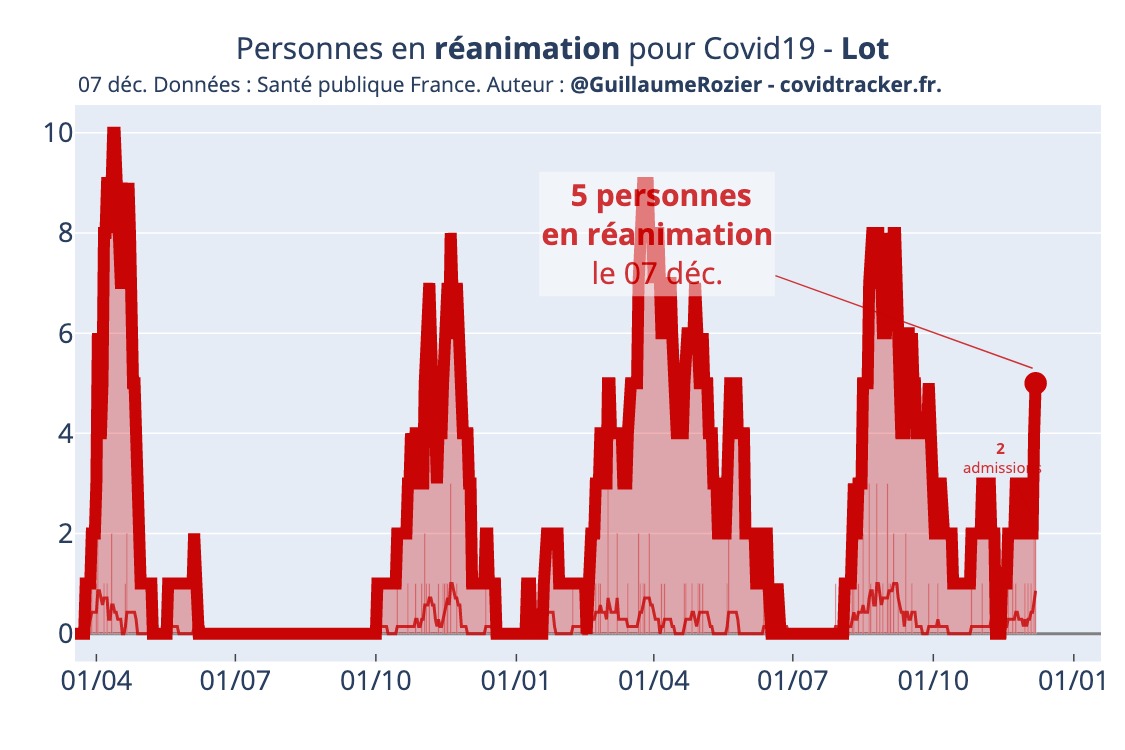 Personnes en réanimation pour Covid19 - Lot
07 déc. Données : Santé publique France. Auteur : @GuillaumeRozier - covidtracker.fr.
10
8
6
4
2
0
5 personnes
en réanimation
le 07 déc.
2
admissions
01/04
01/07
01/10
01/01
01/04
01/07
01/10
01/01